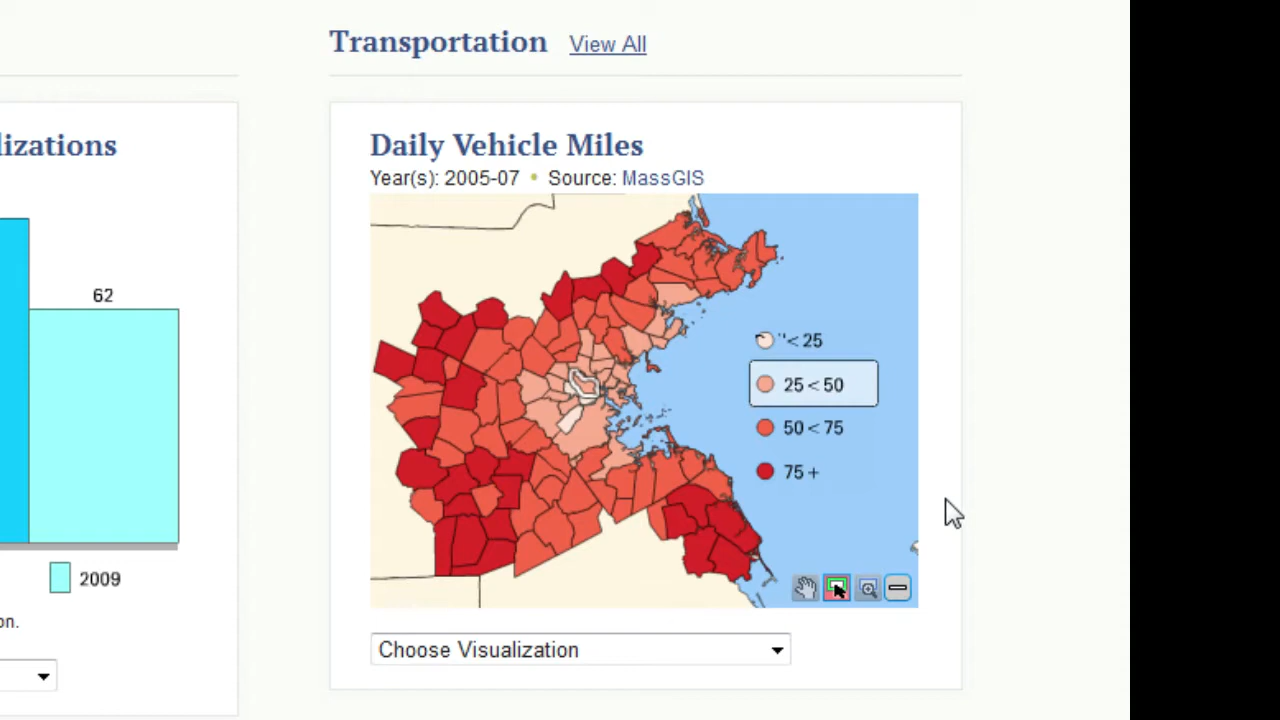 Transportation View All
lizations
62
2009
on.
Daily Vehicle Miles
Year(s): 2005-07 • Source: MassGIS
"< 25
25 < 50
50 < 75
75 +
Choose Visualization